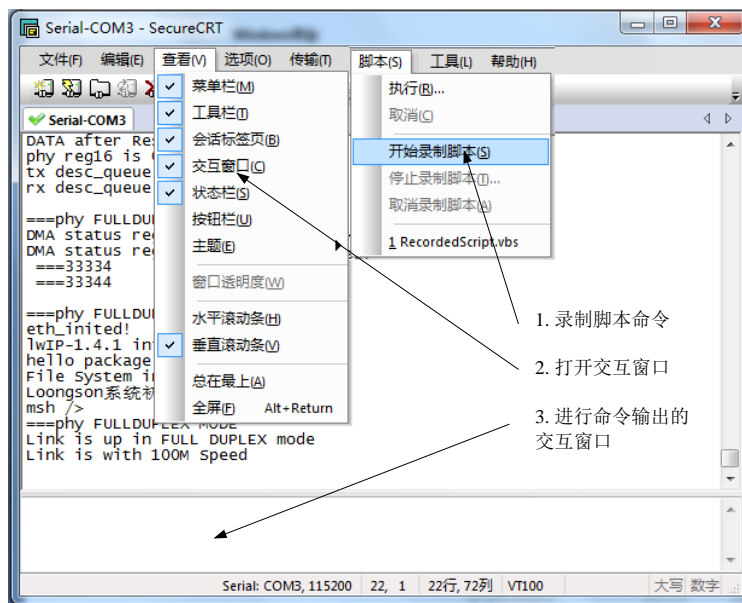 Serial-COM3 - SecureCRT
文件(F) 编辑(E) 查看(V) 选项(O) 传输(T) 脚本(S) 工具(L) 帮助(H)
Serial-COM3
菜单栏(M)
工具栏(T)
会话标签页(B)
交互窗口(C)
状态栏(S)
按钮栏(U)
主题(E)
窗口透明度(W)
水平滚动条(H)
垂直滚动条(V)
总在最上(A)
全屏(F) Alt+Return
执行(R)...
取消(C)
开始录制脚本(S)
停止录制脚本(T)...
取消录制脚本(A)
1 RecordedScript.vbs
DATA after Re
phy reg16 is
tx desc_queue
rx desc_queue
===phy FULLDU
DMA status re
DMA status re
===33334
===33344
===phy FULLDU
eth_inited!
lwIP-1.4.1 in
hello package
File System i
Loongson系统初
msh />
===phy FULLDUPLEX MODE
Link is up in FULL DUPLEX mode
Link is with 100M Speed
1. 录制脚本命令
2. 打开交互窗口
3. 进行命令输出的
交互窗口
Serial: COM3, 115200 22, 1 22行, 72列 VT100 大写 数字